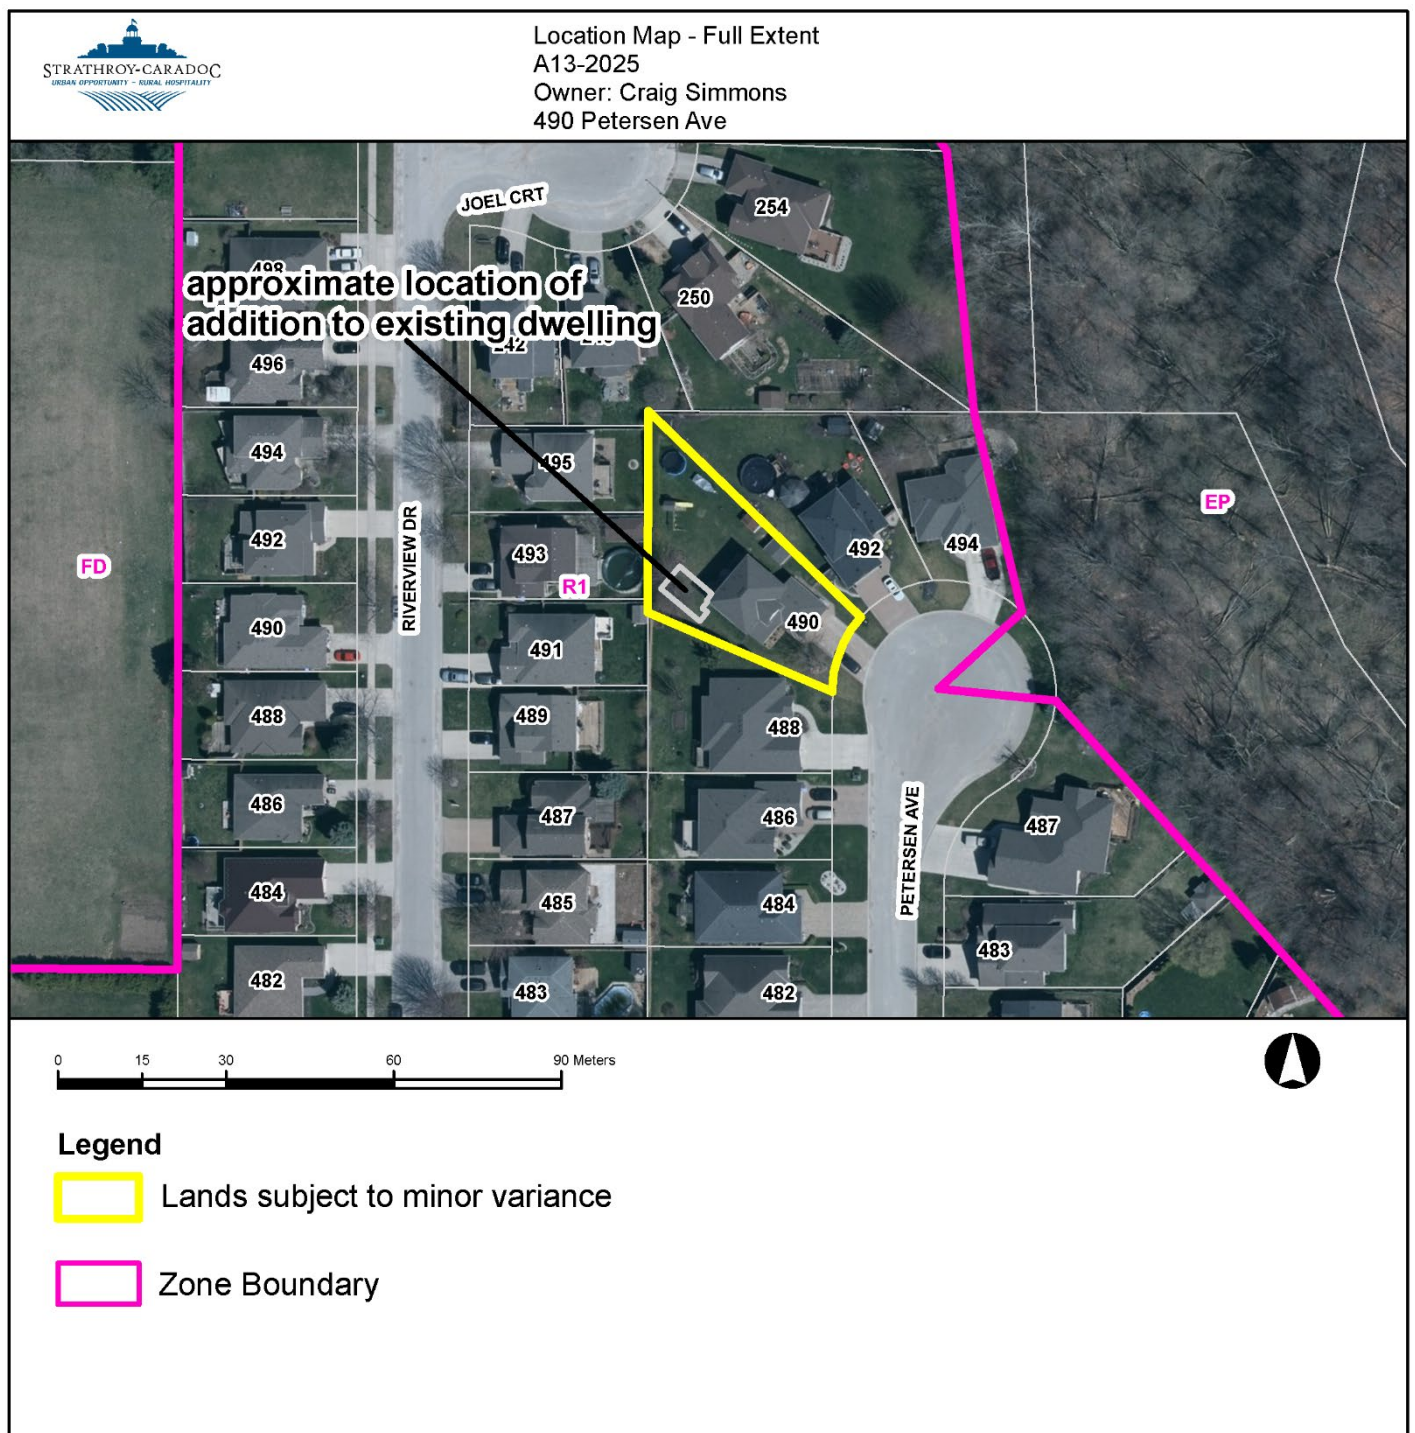 STRATHROY-CARADOC
URBAN OPPORTUNITY ~ RURAL HOSPITALITY
Location Map - Full Extent
A13-2025
Owner: Craig Simmons
490 Petersen Ave
JOEL CRT
254
498
approximate location of
addition to existing dwelling
250
242
496
494
495
492
493
R1
FD
RIVERVIEW DR
EP
492
494
490
490
491
488
489
488
486
487
486
487
PETERSEN AVE
484
485
484
483
482
483
482
0 15 30 60 90 Meters
Legend
Lands subject to minor variance
Zone Boundary